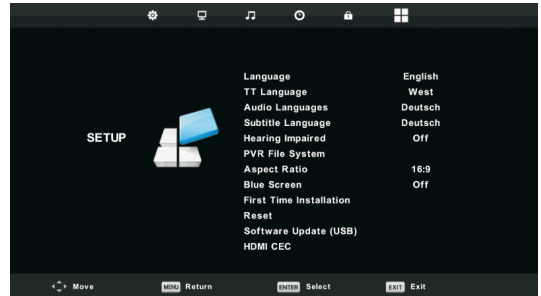 SETUP
Language English
TT Language West
Audio Languages Deutsch
Subtitle Language Deutsch
Hearing Impaired Off
PVR File System
Aspect Ratio 16:9
Blue Screen Off
First Time Installation
Reset
Software Update (USB)
HDMI CEC
Move MENU Return ENTER Select EXIT Exit